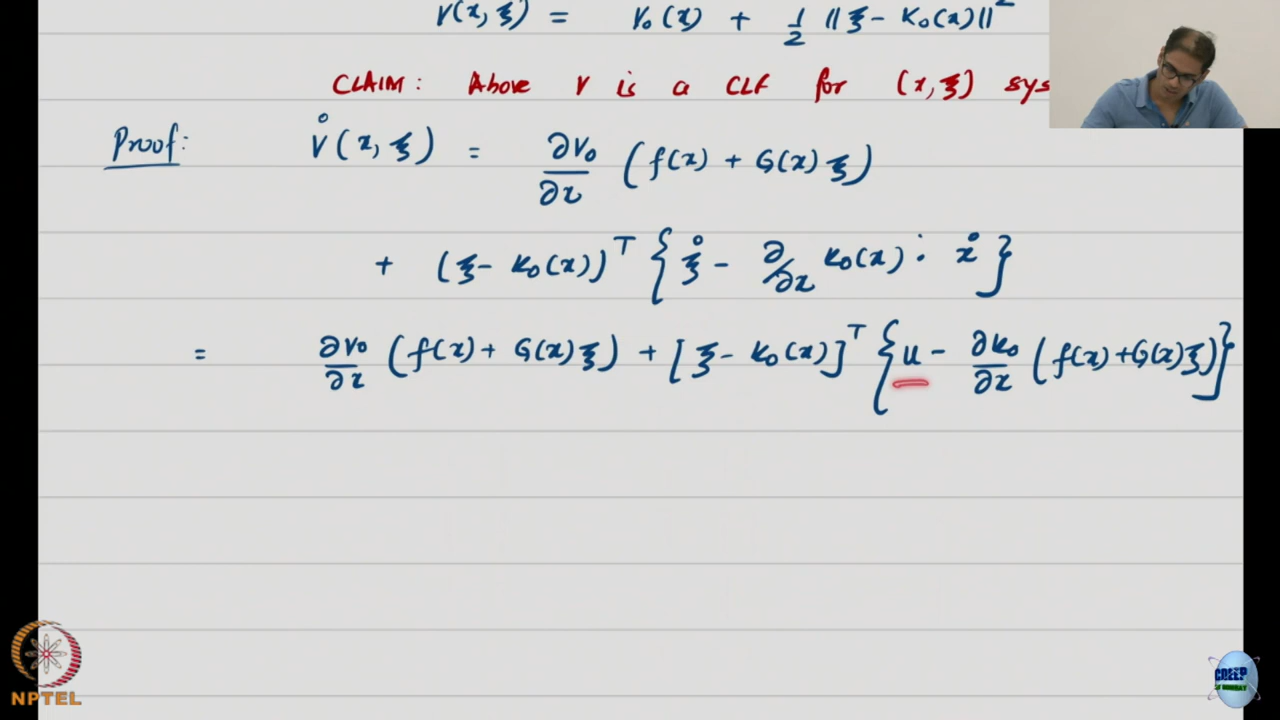 V(x, ξ) = V₀(x) + ½ ‖ξ - k₀(x)‖²
CLAIM: Above V is a CLF for (x, ξ) sys
Proof: V̊(x, ξ) = ∂V₀/∂x (f(x) + G(x) ξ)
+ (ξ - k₀(x))ᵀ { ξ̊ - ∂/∂x k₀(x) · x̊ }
= ∂V₀/∂x (f(x) + G(x) ξ) + [ξ - k₀(x)]ᵀ { u - ∂k₀/∂x (f(x) + G(x) ξ) }
NPTEL
CREEP